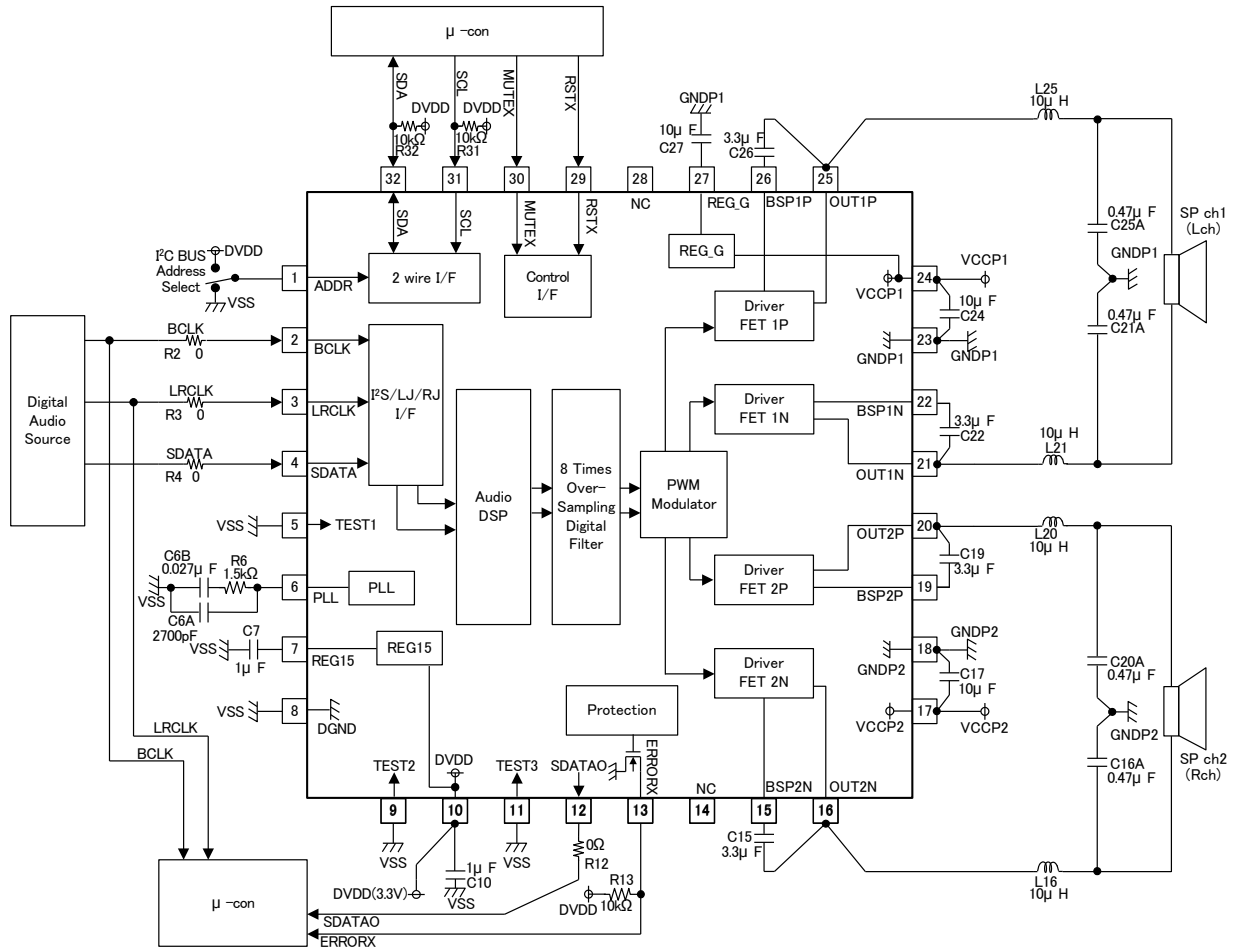 μ -con
SDA
SCL
MUTEX
RSTX
DVDD
DVDD
10kΩ
R32
10kΩ
R31
GNDP1
10μ F
C27
3.3μ F
C26
L25
10μ H
32
31
30
29
28
27
26
25
SDA
SCL
MUTEX
RSTX
NC
REG_G
BSP1P
OUT1P
0.47μ F
C25A
SP ch1
(Lch)
GNDP1
0.47μ F
C21A
I²C BUS
Address
Select
DVDD
VSS
1
ADDR
2 wire I/F
Control
I/F
REG_G
24
VCCP1
VCCP1
10μ F
C24
23
GNDP1
GNDP1
Driver
FET 1P
Digital
Audio
Source
BCLK
R2 0
2
BCLK
LRCLK
R3 0
3
LRCLK
SDATA
R4 0
4
SDATA
I²S/LJ/RJ
I/F
Audio
DSP
8 Times
Over-
Sampling
Digital
Filter
PWM
Modulator
Driver
FET 1N
22
BSP1N
3.3μ F
C22
21
OUT1N
10μ H
L21
VSS
5
TEST1
20
OUT2P
L20
10μ H
C19
3.3μ F
19
BSP2P
Driver
FET 2P
C6B
0.027μ F
R6
1.5kΩ
VSS
C6A
2700pF
6
PLL
PLL
VSS
C7
1μ F
7
REG15
REG15
Driver
FET 2N
18
GNDP2
GNDP2
C17
10μ F
17
VCCP2
VCCP2
C20A
0.47μ F
GNDP2
C16A
0.47μ F
SP ch2
(Rch)
VSS
8
DGND
Protection
ERRORX
LRCLK
BCLK
TEST2
DVDD
TEST3
SDATAO
NC
BSP2N
OUT2N
9
10
11
12
13
14
15
16
VSS
1μ F
C10
VSS
VSS
0Ω
R12
C15
3.3μ F
L16
10μ H
DVDD(3.3V)
R13
DVDD
10kΩ
μ -con
SDATAO
ERRORX